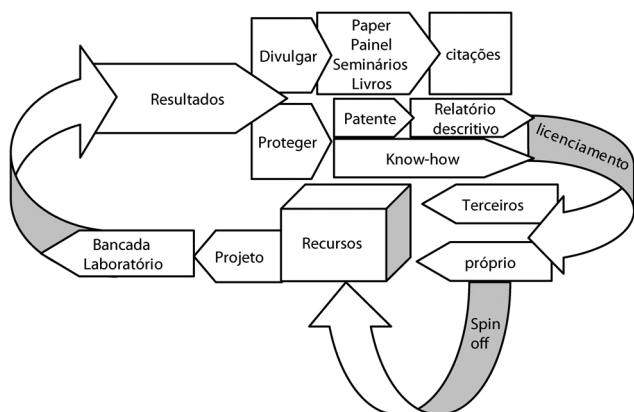 Divulgar
Paper
Painel
Seminários
Livros
citações
Resultados
Proteger
Patente
Relatório
descritivo
Know-how
licenciamento
Terceiros
próprio
Recursos
Projeto
Bancada
Laboratório
Spin
off